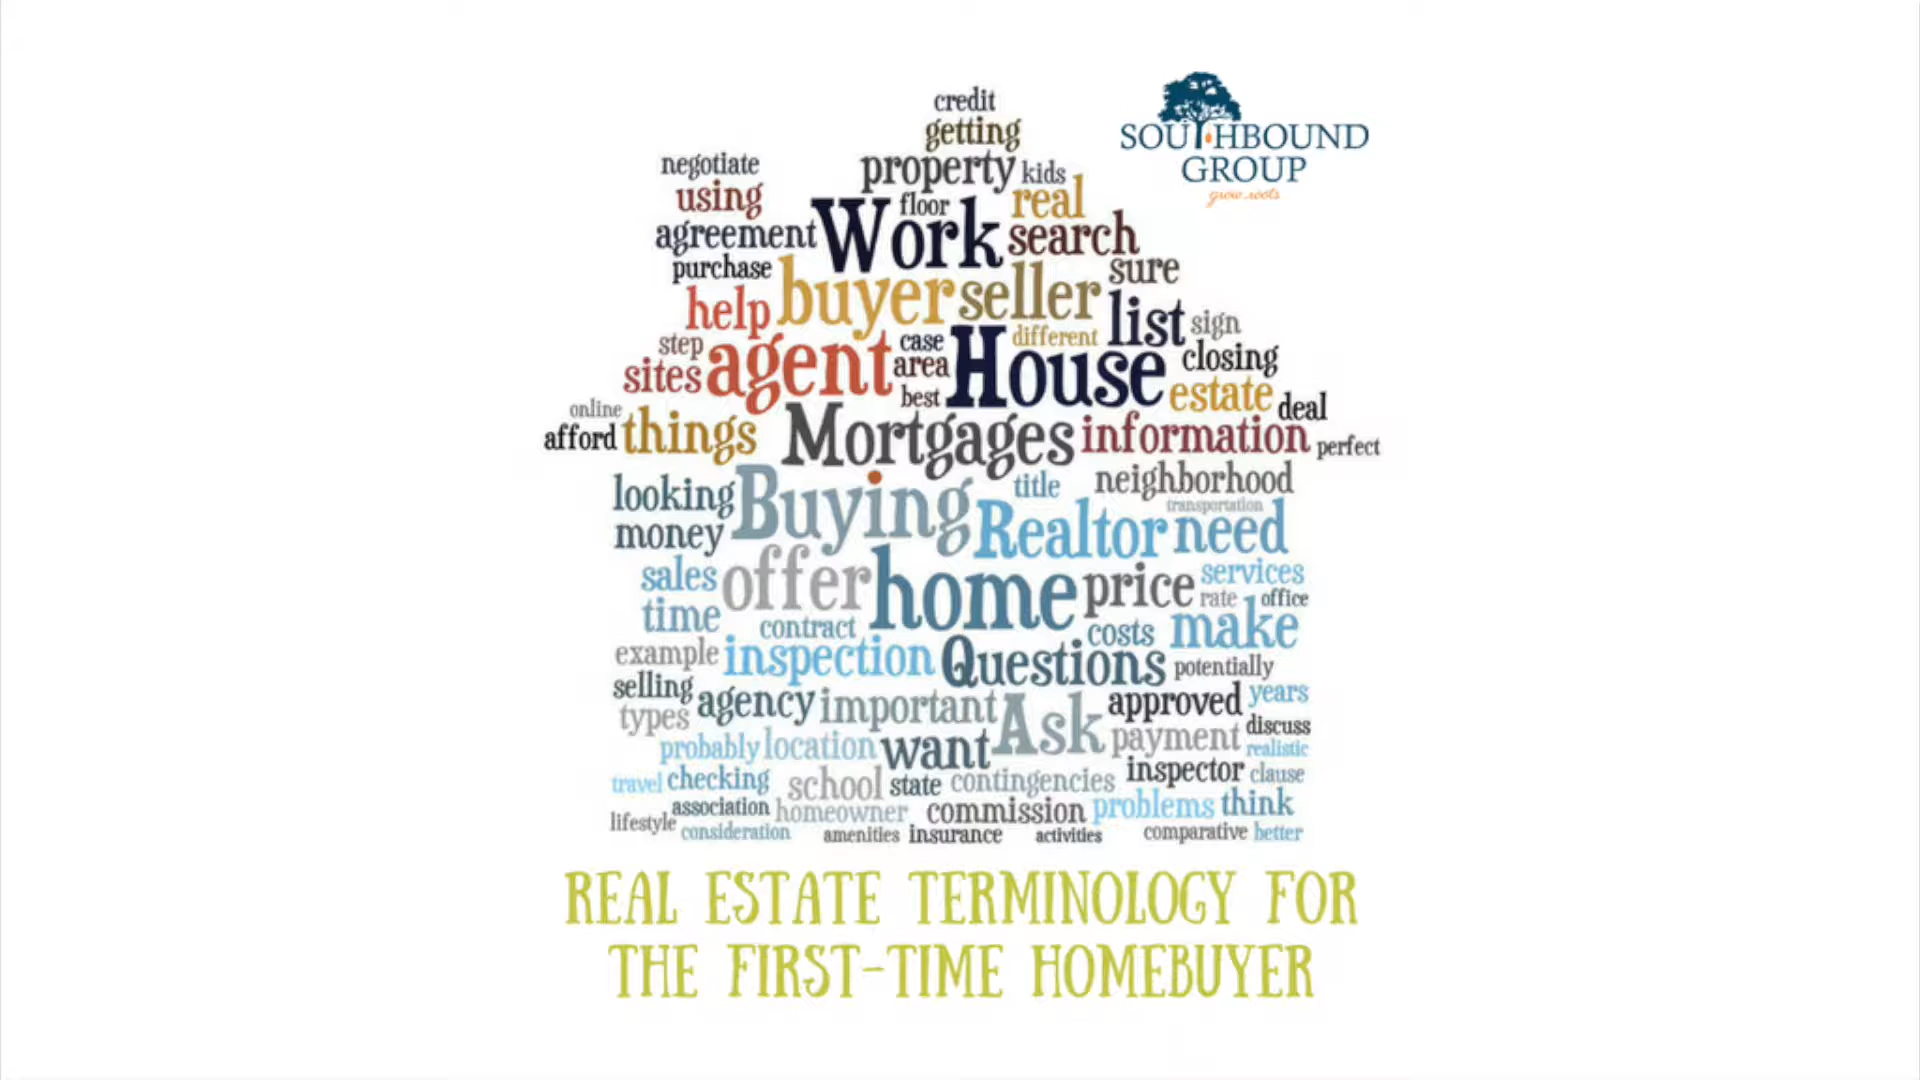 credit
getting
SOUTHBOUND
GROUP
grow roots
negotiate property kids
using floor real
agreement Work search
purchase buyer seller sure
help different list sign
step agent case House closing
sites area estate
online best deal
afford things Mortgages information perfect
looking Buying title neighborhood
transportation
money Realtor need
sales offer home price services
time rate office
contract costs make
example inspection Questions potentially
selling agency important Ask approved years
types discuss
probably location want payment realistic
travel checking school state contingencies inspector clause
association homeowner commission problems think
lifestyle consideration amenities insurance activities comparative better
REAL ESTATE TERMINOLOGY FOR
THE FIRST-TIME HOMEBUYER